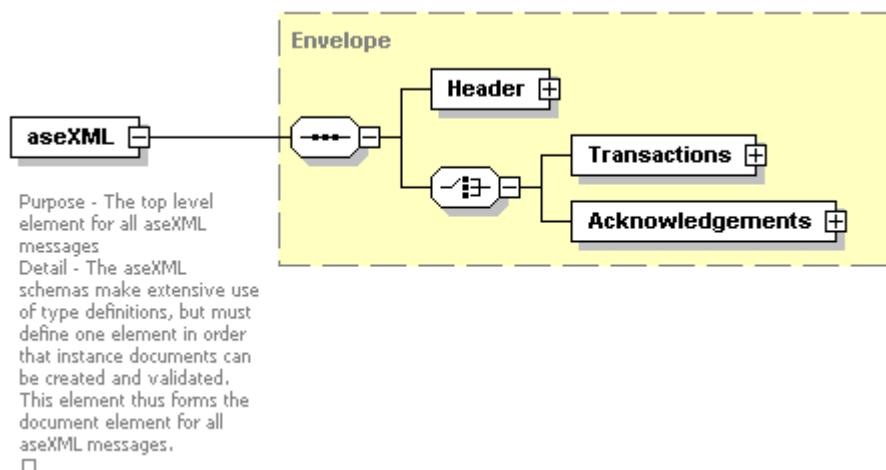 Envelope
Header
aseXML
Transactions
Acknowledgements
Purpose - The top level
element for all aseXML
messages
Detail - The aseXML
schemas make extensive use
of type definitions, but must
define one element in order
that instance documents can
be created and validated.
This element thus forms the
document element for all
aseXML messages.